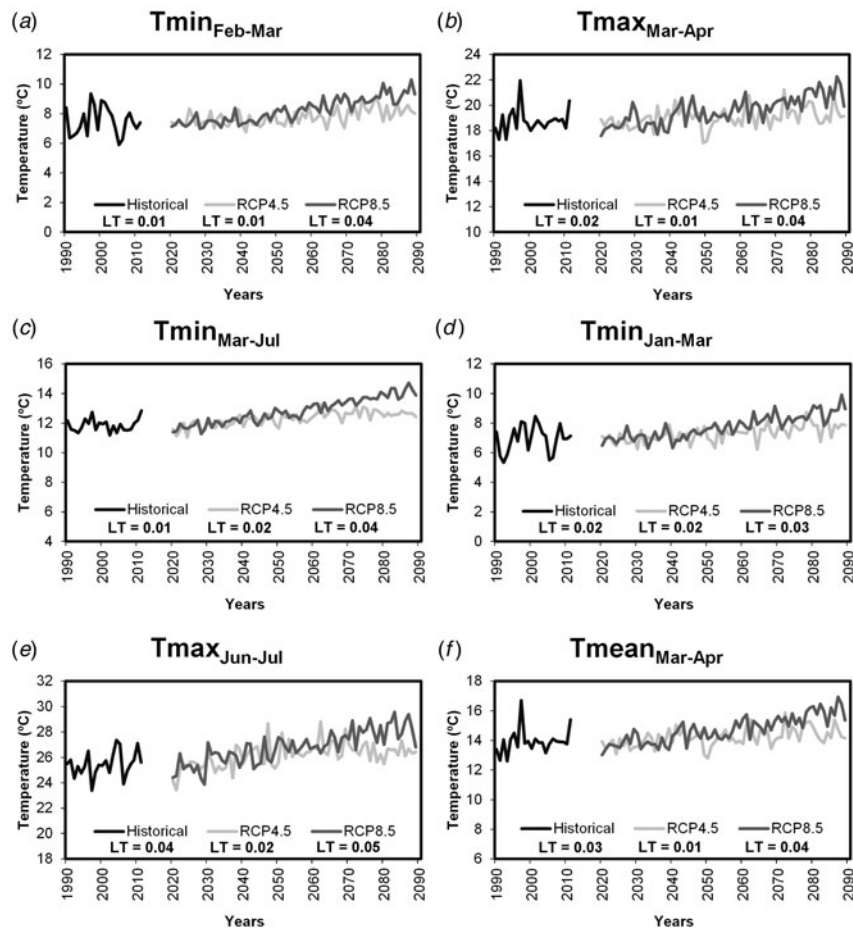 (a) TminFeb-Mar
12
10
8
6
4
2
0
Temperature (ºC)
Historical RCP4.5 RCP8.5
LT = 0.01 LT = 0.01 LT = 0.04
1990 2000 2010 2020 2030 2040 2050 2060 2070 2080 2090
Years
(b) TmaxMar-Apr
24
22
20
18
16
14
12
10
Temperature (ºC)
Historical RCP4.5 RCP8.5
LT = 0.02 LT = 0.01 LT = 0.04
1990 2000 2010 2020 2030 2040 2050 2060 2070 2080 2090
Years
(c) TminMar-Jul
16
14
12
10
8
6
4
Temperature (ºC)
Historical RCP4.5 RCP8.5
LT = 0.01 LT = 0.02 LT = 0.04
1990 2000 2010 2020 2030 2040 2050 2060 2070 2080 2090
Years
(d) TminJan-Mar
12
10
8
6
4
2
0
Temperature (ºC)
Historical RCP4.5 RCP8.5
LT = 0.02 LT = 0.02 LT = 0.03
1990 2000 2010 2020 2030 2040 2050 2060 2070 2080 2090
Years
(e) TmaxJun-Jul
32
30
28
26
24
22
20
18
Temperature (ºC)
Historical RCP4.5 RCP8.5
LT = 0.04 LT = 0.02 LT = 0.05
1990 2000 2010 2020 2030 2040 2050 2060 2070 2080 2090
Years
(f) TmeanMar-Apr
18
16
14
12
10
8
6
Temperature (ºC)
Historical RCP4.5 RCP8.5
LT = 0.03 LT = 0.01 LT = 0.04
1990 2000 2010 2020 2030 2040 2050 2060 2070 2080 2090
Years